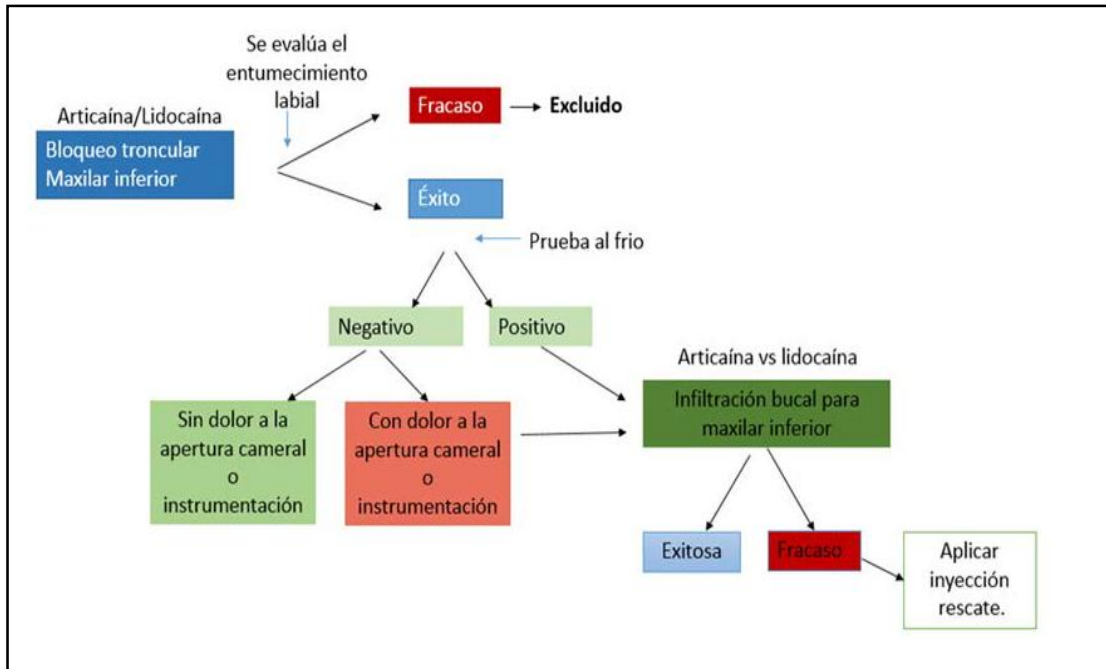 Se evalúa el
entumecimiento
labial
Articaína/Lidocaína
Bloqueo troncular
Maxilar inferior
Fracaso
Excluido
Éxito
Prueba al frio
Negativo
Positivo
Articaína vs lidocaína
Sin dolor a la
apertura cameral
o
instrumentación
Con dolor a la
apertura cameral
o
instrumentación
Infiltración bucal para
maxilar inferior
Exitosa
Fracaso
Aplicar
inyección
rescate.